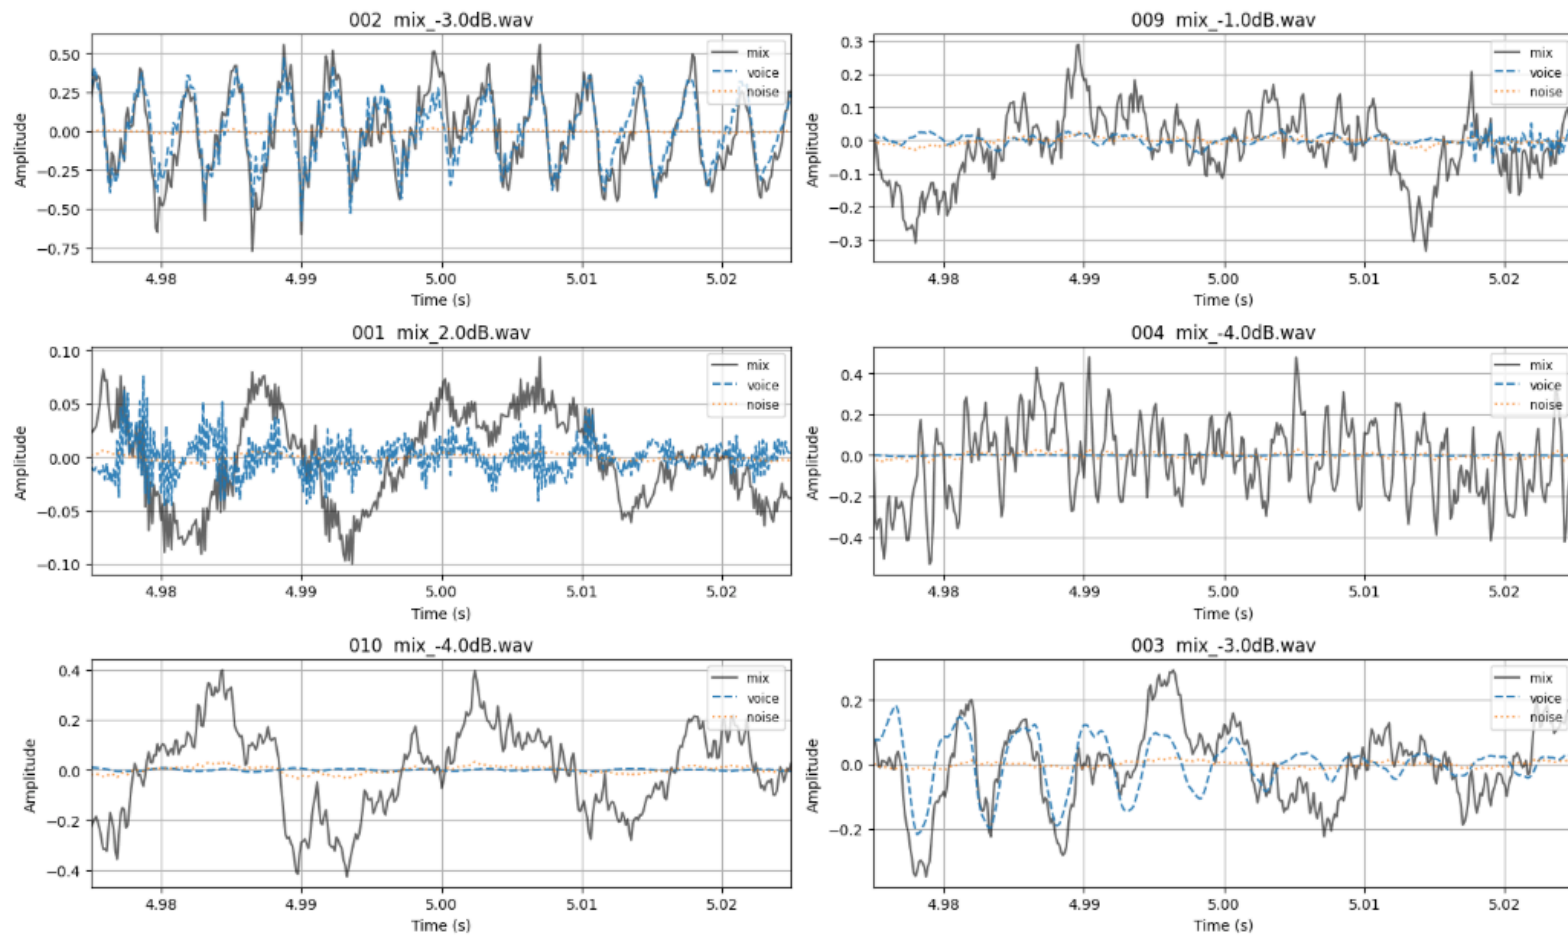 002  mix_-3.0dB.wav
0.50
0.25
0.00
−0.25
−0.50
−0.75
Amplitude
mix
voice
noise
4.98
4.99
5.00
5.01
5.02
Time (s)
009  mix_-1.0dB.wav
0.3
0.2
0.1
0.0
−0.1
−0.2
−0.3
Amplitude
mix
voice
noise
4.98
4.99
5.00
5.01
5.02
Time (s)
001  mix_2.0dB.wav
0.10
0.05
0.00
−0.05
−0.10
Amplitude
mix
voice
noise
4.98
4.99
5.00
5.01
5.02
Time (s)
004  mix_-4.0dB.wav
0.4
0.2
0.0
−0.2
−0.4
Amplitude
mix
voice
noise
4.98
4.99
5.00
5.01
5.02
Time (s)
010  mix_-4.0dB.wav
0.4
0.2
0.0
−0.2
−0.4
Amplitude
mix
voice
noise
4.98
4.99
5.00
5.01
5.02
Time (s)
003  mix_-3.0dB.wav
0.2
0.0
−0.2
Amplitude
mix
voice
noise
4.98
4.99
5.00
5.01
5.02
Time (s)